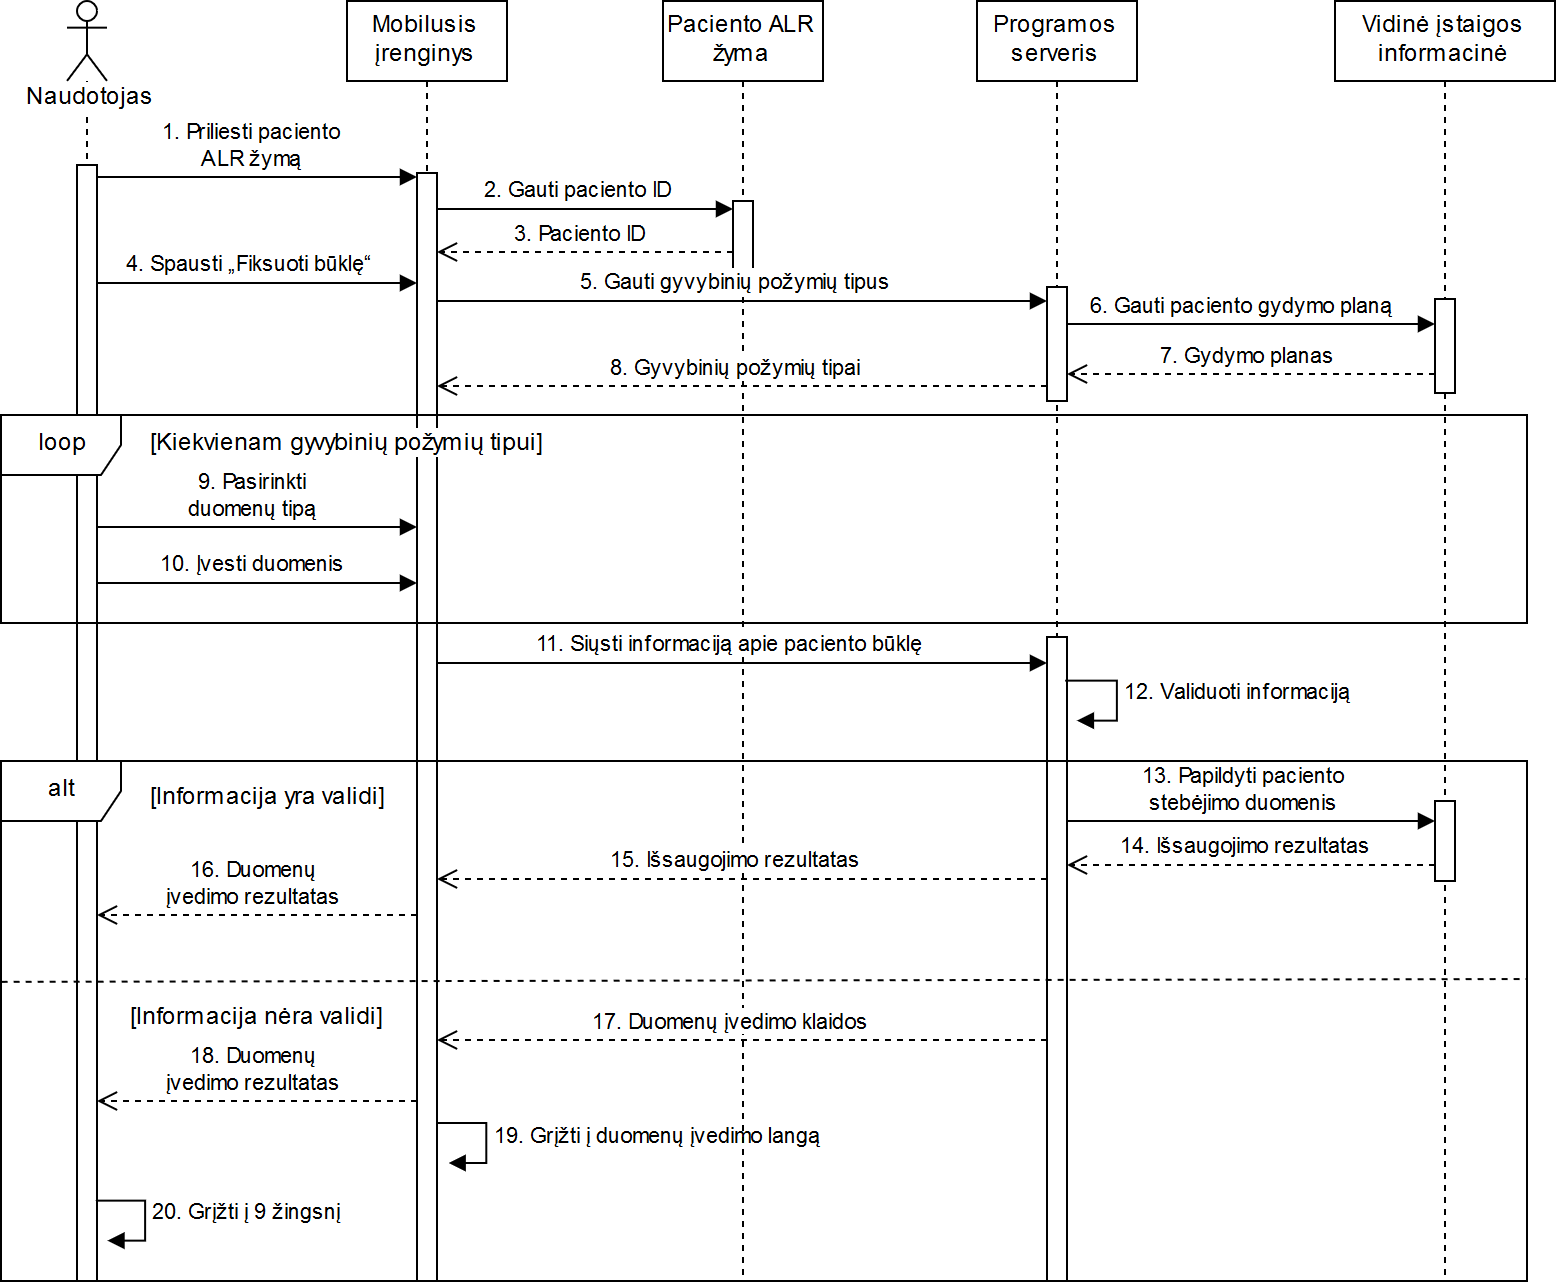 Naudotojas
Mobilusis
įrenginys
Paciento ALR
žyma
Programos
serveris
Vidinė įstaigos
informacinė
1. Priliesti paciento
ALR žymą
2. Gauti paciento ID
3. Paciento ID
4. Spausti „Fiksuoti būklę“
5. Gauti gyvybinių požymių tipus
6. Gauti paciento gydymo planą
7. Gydymo planas
8. Gyvybinių požymių tipai
loop
[Kiekvienam gyvybinių požymių tipui]
9. Pasirinkti
duomenų tipą
10. Įvesti duomenis
11. Siųsti informaciją apie paciento būklę
12. Validuoti informaciją
alt
[Informacija yra validi]
13. Papildyti paciento
stebėjimo duomenis
14. Išsaugojimo rezultatas
15. Išsaugojimo rezultatas
16. Duomenų
įvedimo rezultatas
[Informacija nėra validi]
17. Duomenų įvedimo klaidos
18. Duomenų
įvedimo rezultatas
19. Grįžti į duomenų įvedimo langą
20. Grįžti į 9 žingsnį